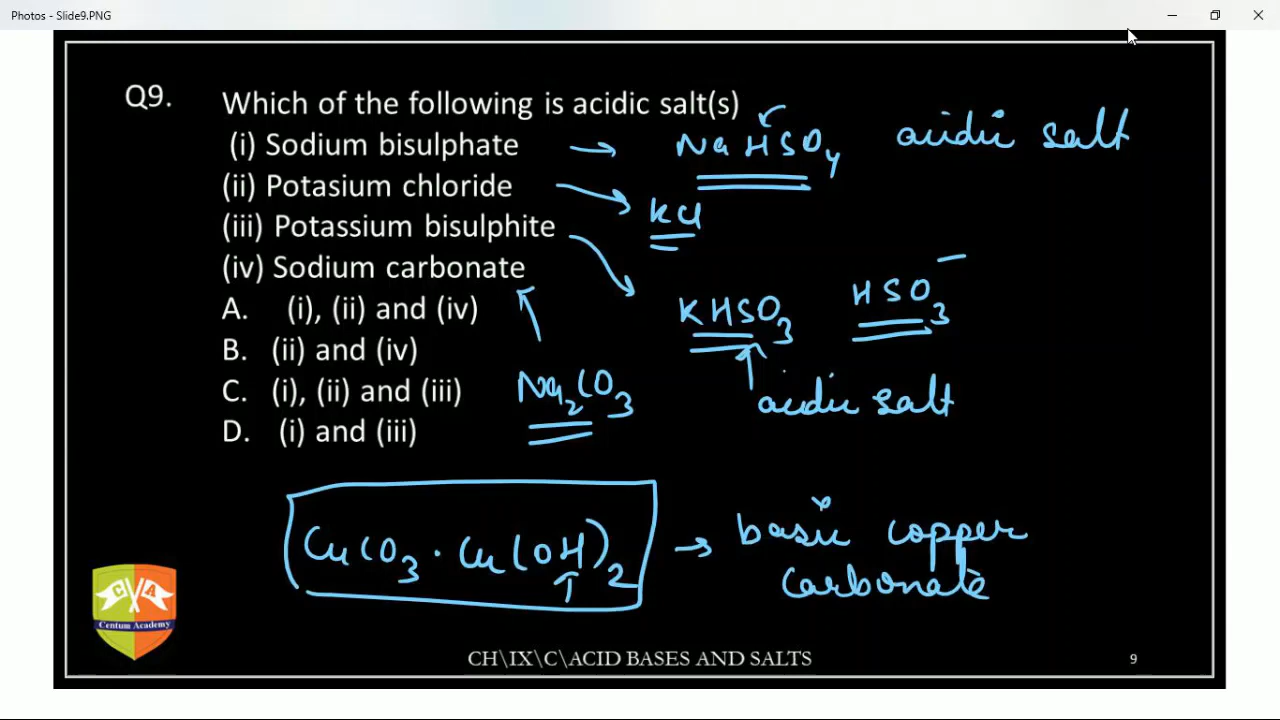 Photos - Slide9.PNG
Q9. Which of the following is acidic salt(s)
(i) Sodium bisulphate → NaHSO4 acidic salt
(ii) Potasium chloride → KCl
(iii) Potassium bisulphite → KHSO3 HSO3⁻
acidic salt
(iv) Sodium carbonate
Na2CO3
A. (i), (ii) and (iv)
B. (ii) and (iv)
C. (i), (ii) and (iii)
D. (i) and (iii)
CuCO3 . Cu(OH)2 → basic copper
carbonate
C A
Centum Academy
CH\IX\C\ACID BASES AND SALTS
9